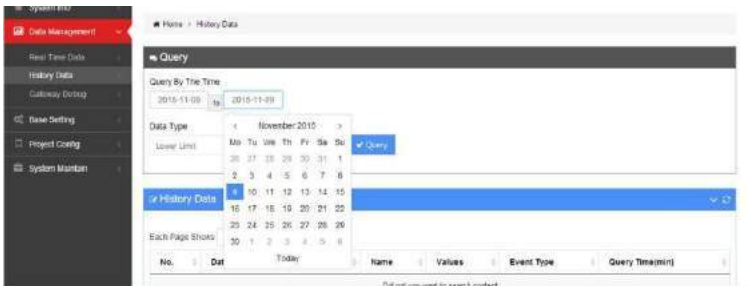 System Info
Data Management
Real Time Data
History Data
Gateway Debug
Base Setting
Project Config
System Maintain
Home > History Data
Query
Query By The Time
2015-11-09 to 2015-11-09
Data Type
Lower Limit
Query
‹ November 2015 ›
Mo Tu We Th Fr Sa Su
26 27 28 29 30 31 1
2 3 4 5 6 7 8
9 10 11 12 13 14 15
16 17 18 19 20 21 22
23 24 25 26 27 28 29
30 1 2 3 4 5 6
Today
History Data
Each Page Shows
No. Dat Name Values Event Type Query Time(min)